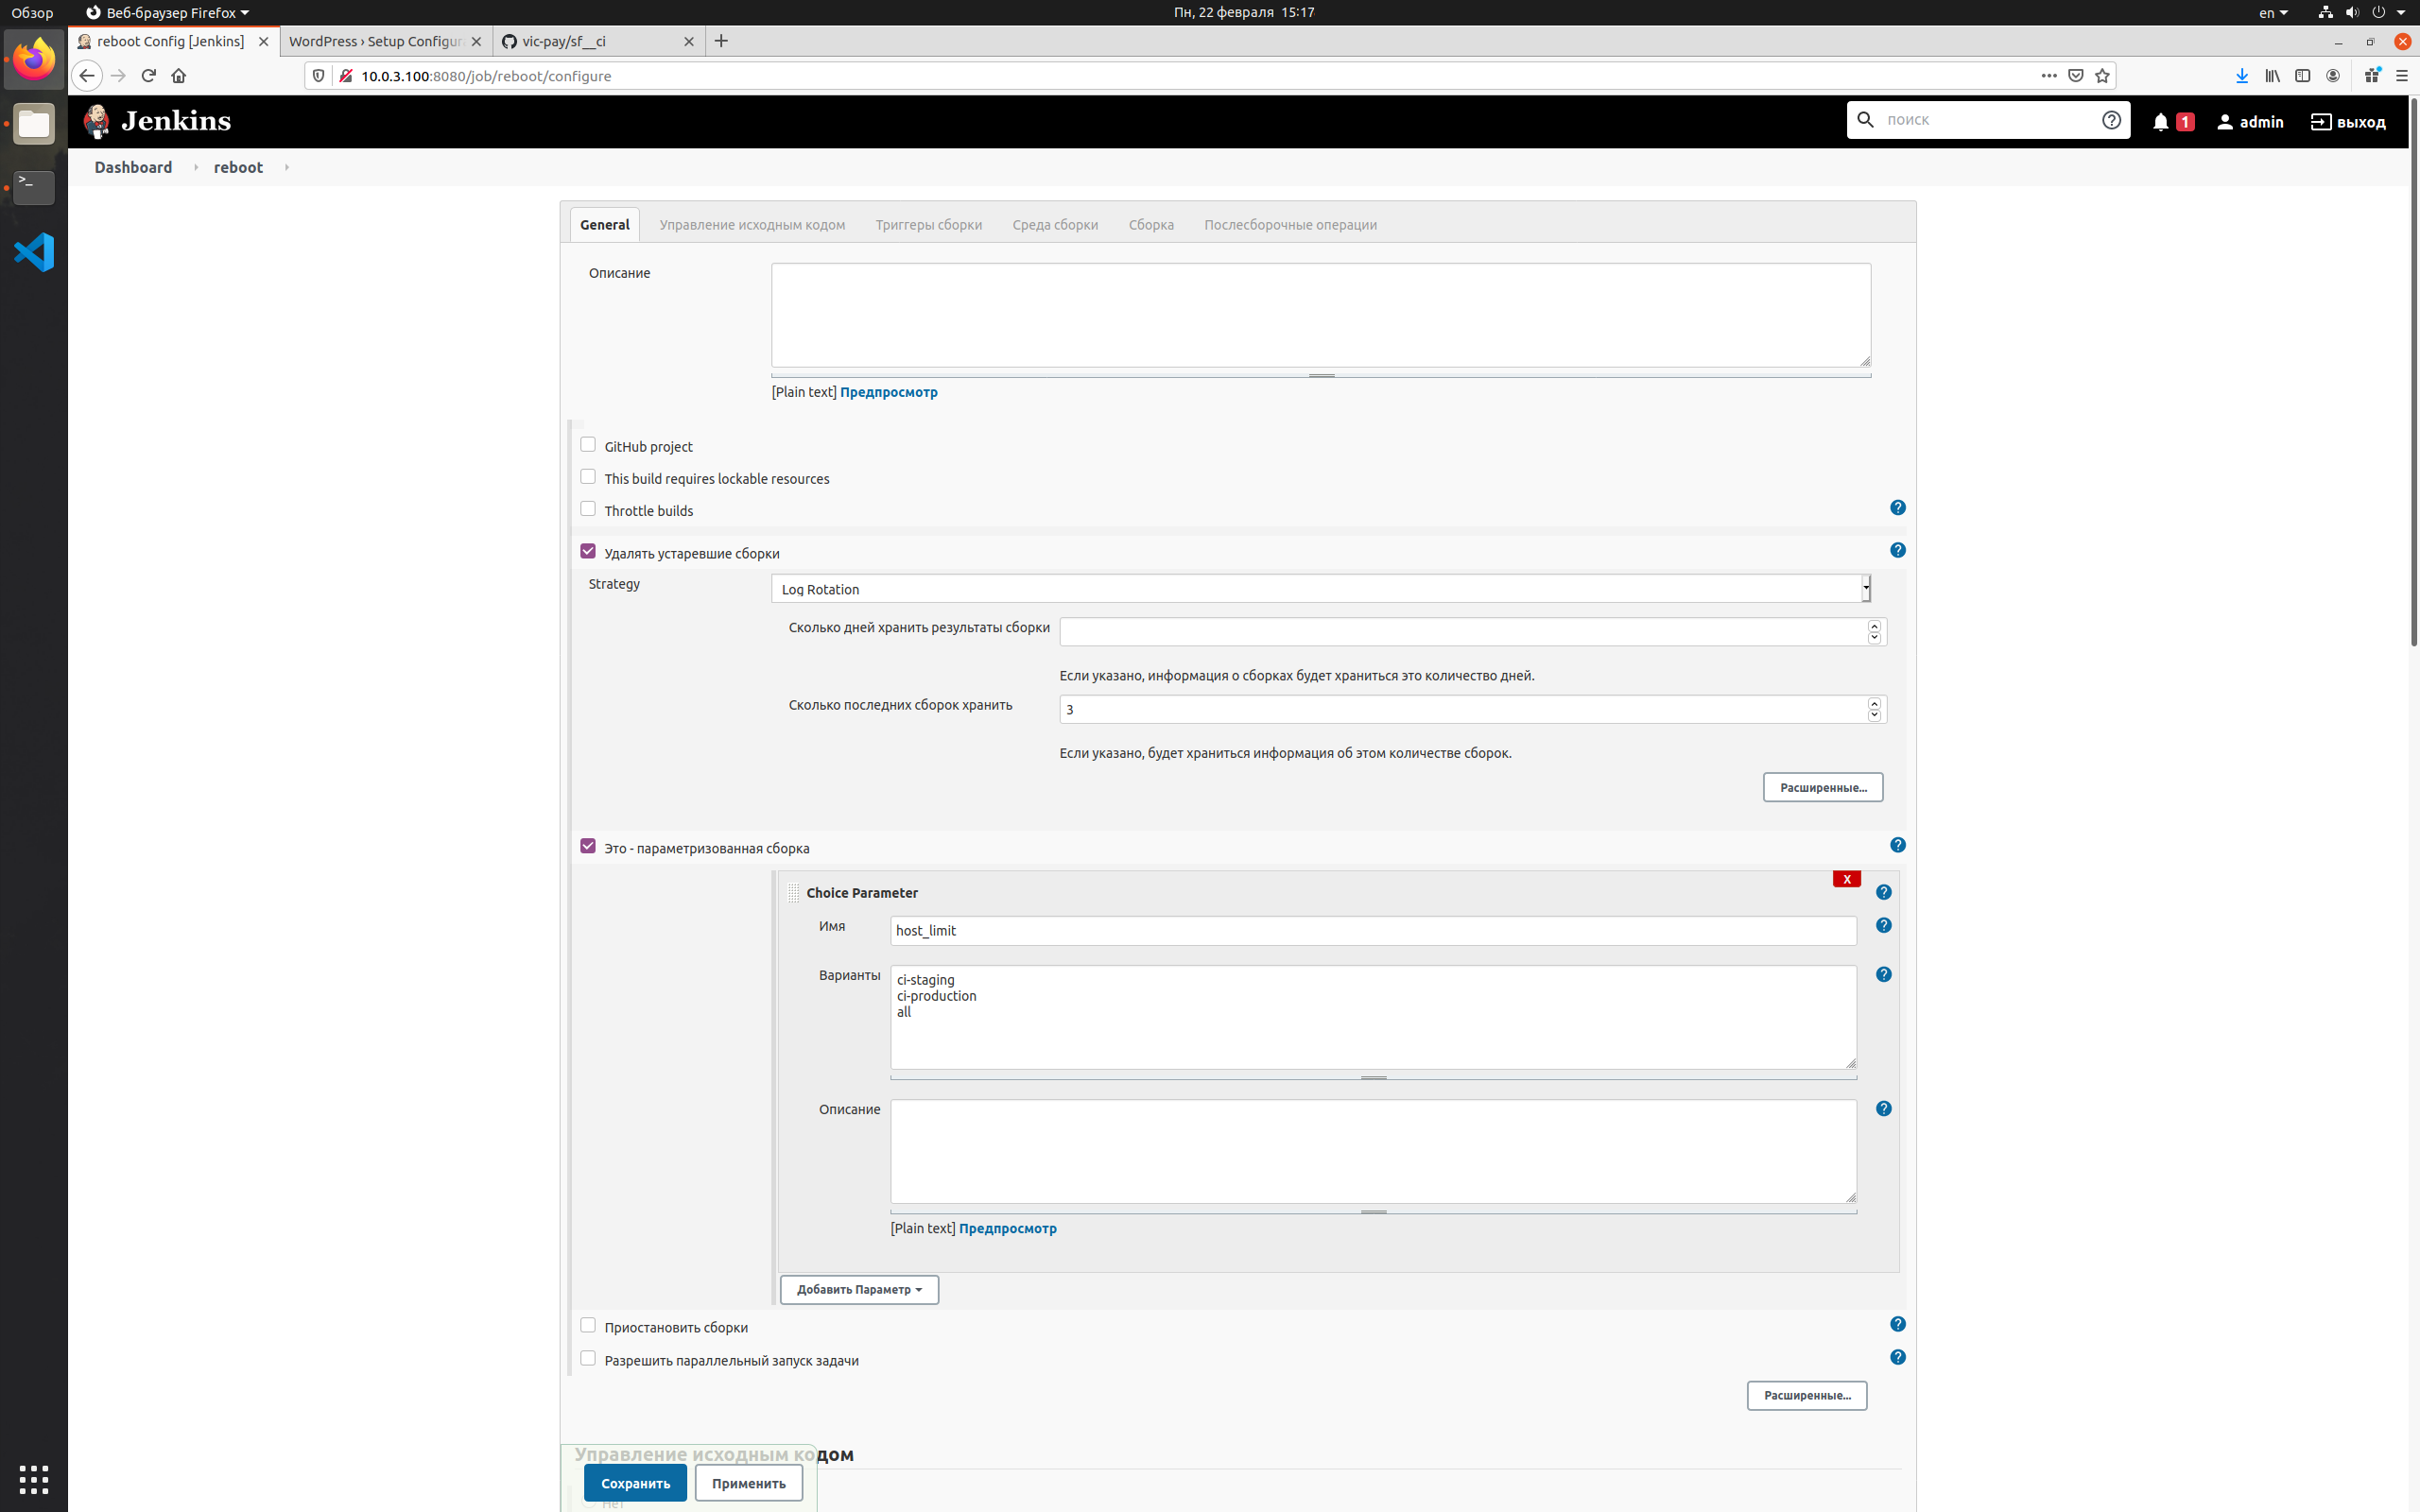 Обзор
Веб-браузер Firefox
Пн, 22 февраля 15:17
en
reboot Config [Jenkins]
WordPress › Setup Configur
vic-pay/sf__ci
10.0.3.100:8080/job/reboot/configure
Jenkins
поиск
1
admin
выход
Dashboard
reboot
General
Управление исходным кодом
Триггеры сборки
Среда сборки
Сборка
Послесборочные операции
Описание
[Plain text] Предпросмотр
GitHub project
This build requires lockable resources
Throttle builds
Удалять устаревшие сборки
Strategy
Log Rotation
Сколько дней хранить результаты сборки
Если указано, информация о сборках будет храниться это количество дней.
Сколько последних сборок хранить
3
Если указано, будет храниться информация об этом количестве сборок.
Расширенные...
Это - параметризованная сборка
X
Choice Parameter
Имя
host_limit
Варианты
ci-staging
ci-production
all
Описание
[Plain text] Предпросмотр
Добавить Параметр
Приостановить сборки
Разрешить параллельный запуск задачи
Расширенные...
Управление исходным кодом
Сохранить
Применить
Нет